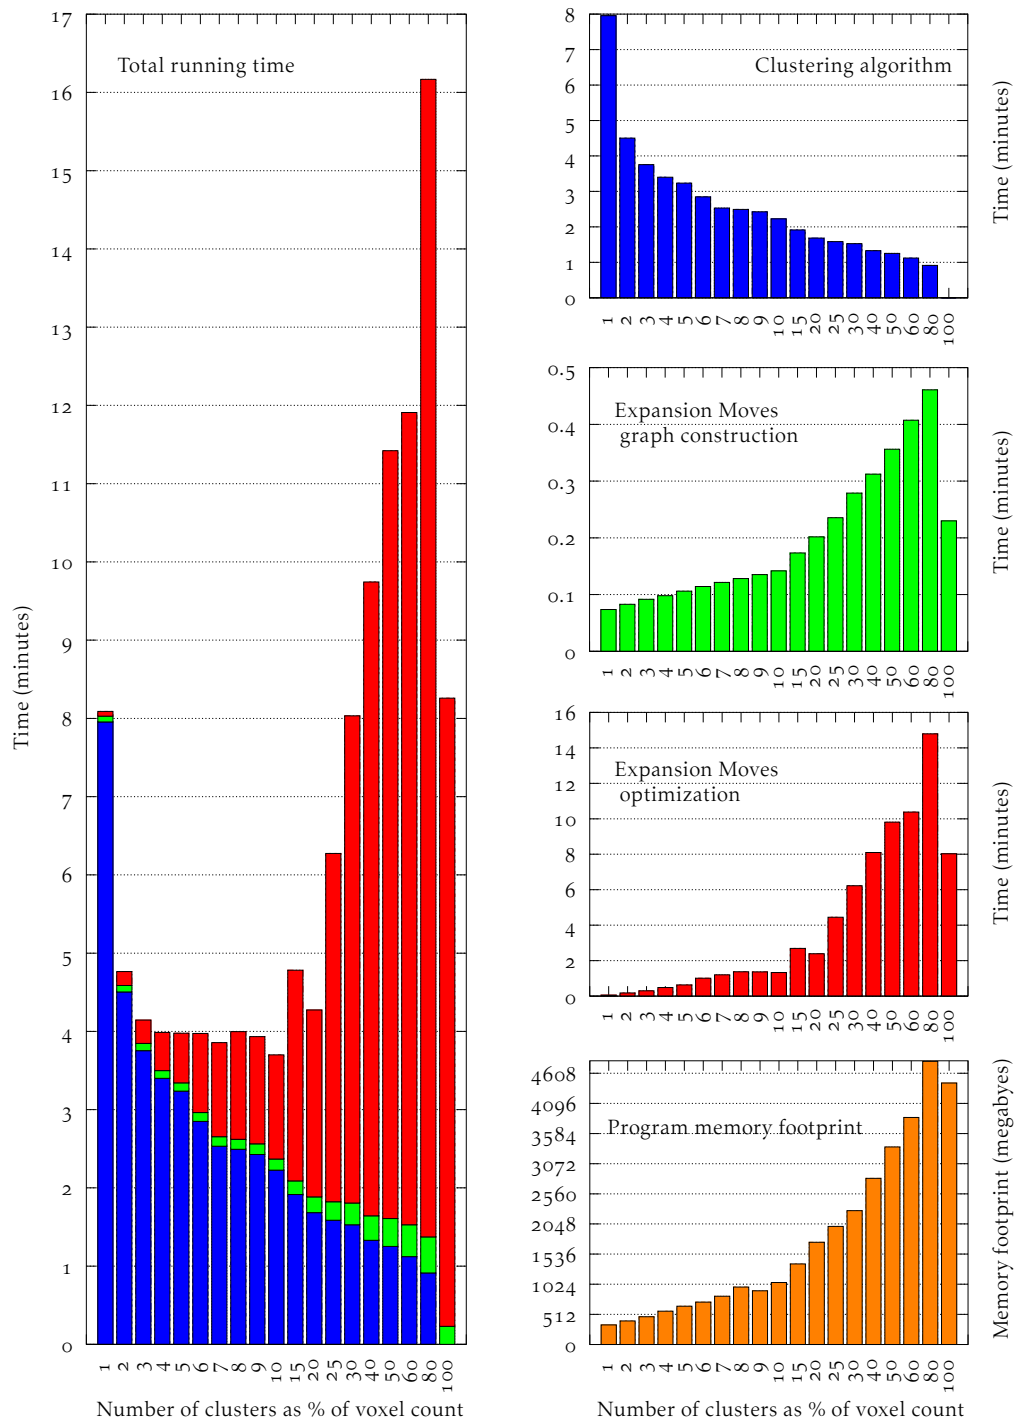 Total running time
17
16
15
14
13
12
11
10
9
8
7
6
5
4
3
2
1
0
Time (minutes)
1 2 3 4 5 6 7 8 9 10 15 20 25 30 40 50 60 80 100
Number of clusters as % of voxel count
Clustering algorithm
8
7
6
5
4
3
2
1
0
Time (minutes)
1 2 3 4 5 6 7 8 9 10 15 20 25 30 40 50 60 80 100
Expansion Moves
graph construction
0.5
0.4
0.3
0.2
0.1
0
Time (minutes)
1 2 3 4 5 6 7 8 9 10 15 20 25 30 40 50 60 80 100
Expansion Moves
optimization
16
14
12
10
8
6
4
2
0
Time (minutes)
1 2 3 4 5 6 7 8 9 10 15 20 25 30 40 50 60 80 100
Program memory footprint
4608
4096
3584
3072
2560
2048
1536
1024
512
0
Memory footprint (megabyes)
1 2 3 4 5 6 7 8 9 10 15 20 25 30 40 50 60 80 100
Number of clusters as % of voxel count